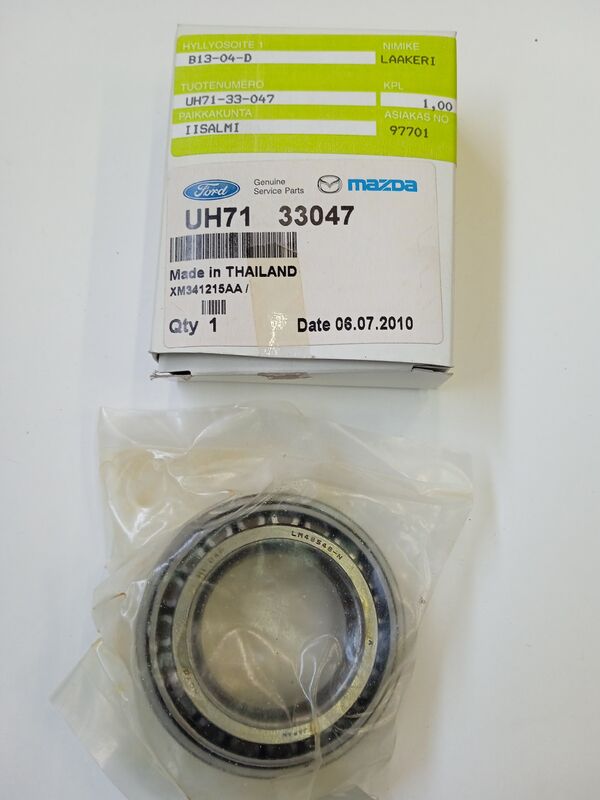 HYLLYOSOITE 1 NIMIKE
B13-04-D LAAKERI
TUOTENUMERO KPL
UH71-33-047 1,00
PAIKKAKUNTA ASIAKAS NO
IISALMI 97701
Ford Genuine Service Parts mazda
UH71 33047
Made in THAILAND
XM341215AA /
Qty 1 Date 06.07.2010
LM48548-N
JAPAN